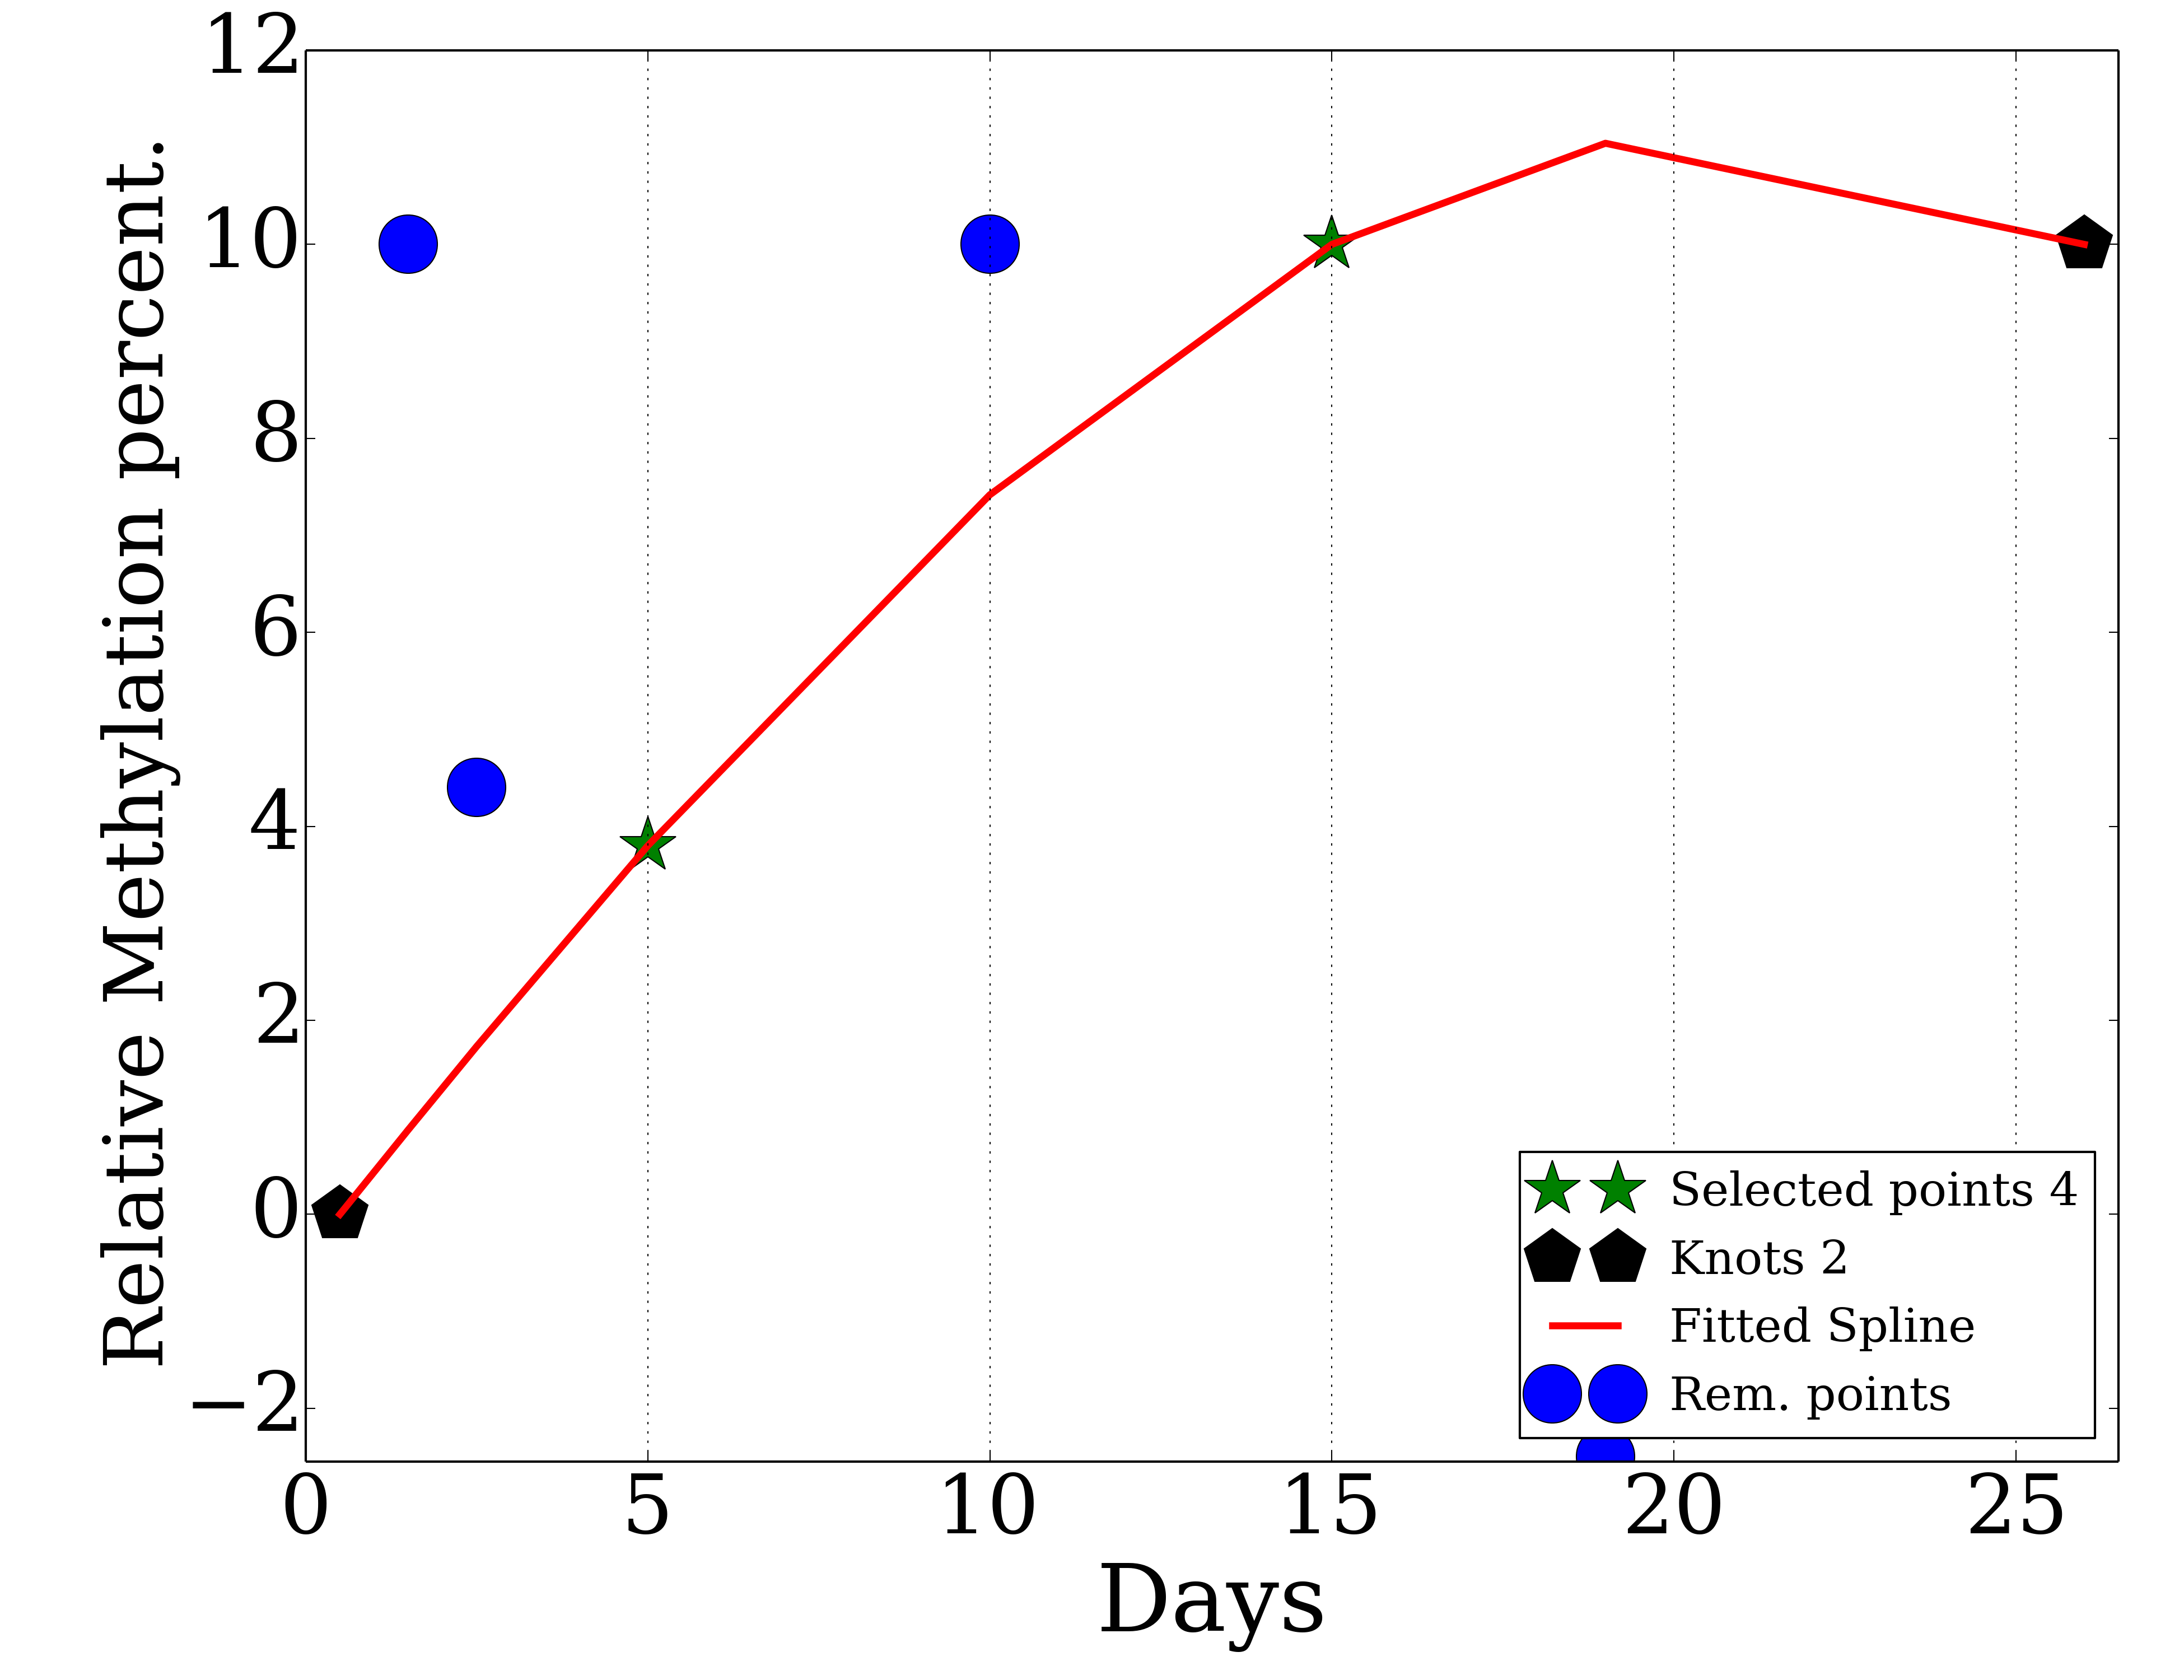 Relative Methylation percent.
12
10
8
6
4
2
0
−2
0 5 10 15 20 25
Days
Selected points 4
Knots 2
Fitted Spline
Rem. points